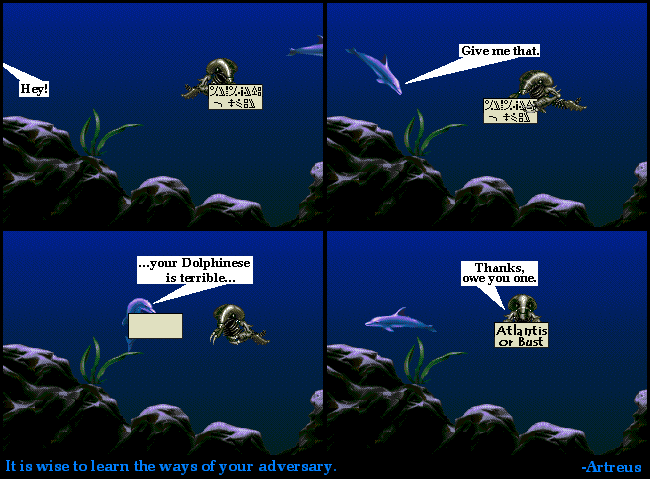 Hey!
Give me that.
...your Dolphinese
is terrible...
Thanks,
owe you one.
Atlantis
or Bust
It is wise to learn the ways of your adversary.
-Artreus